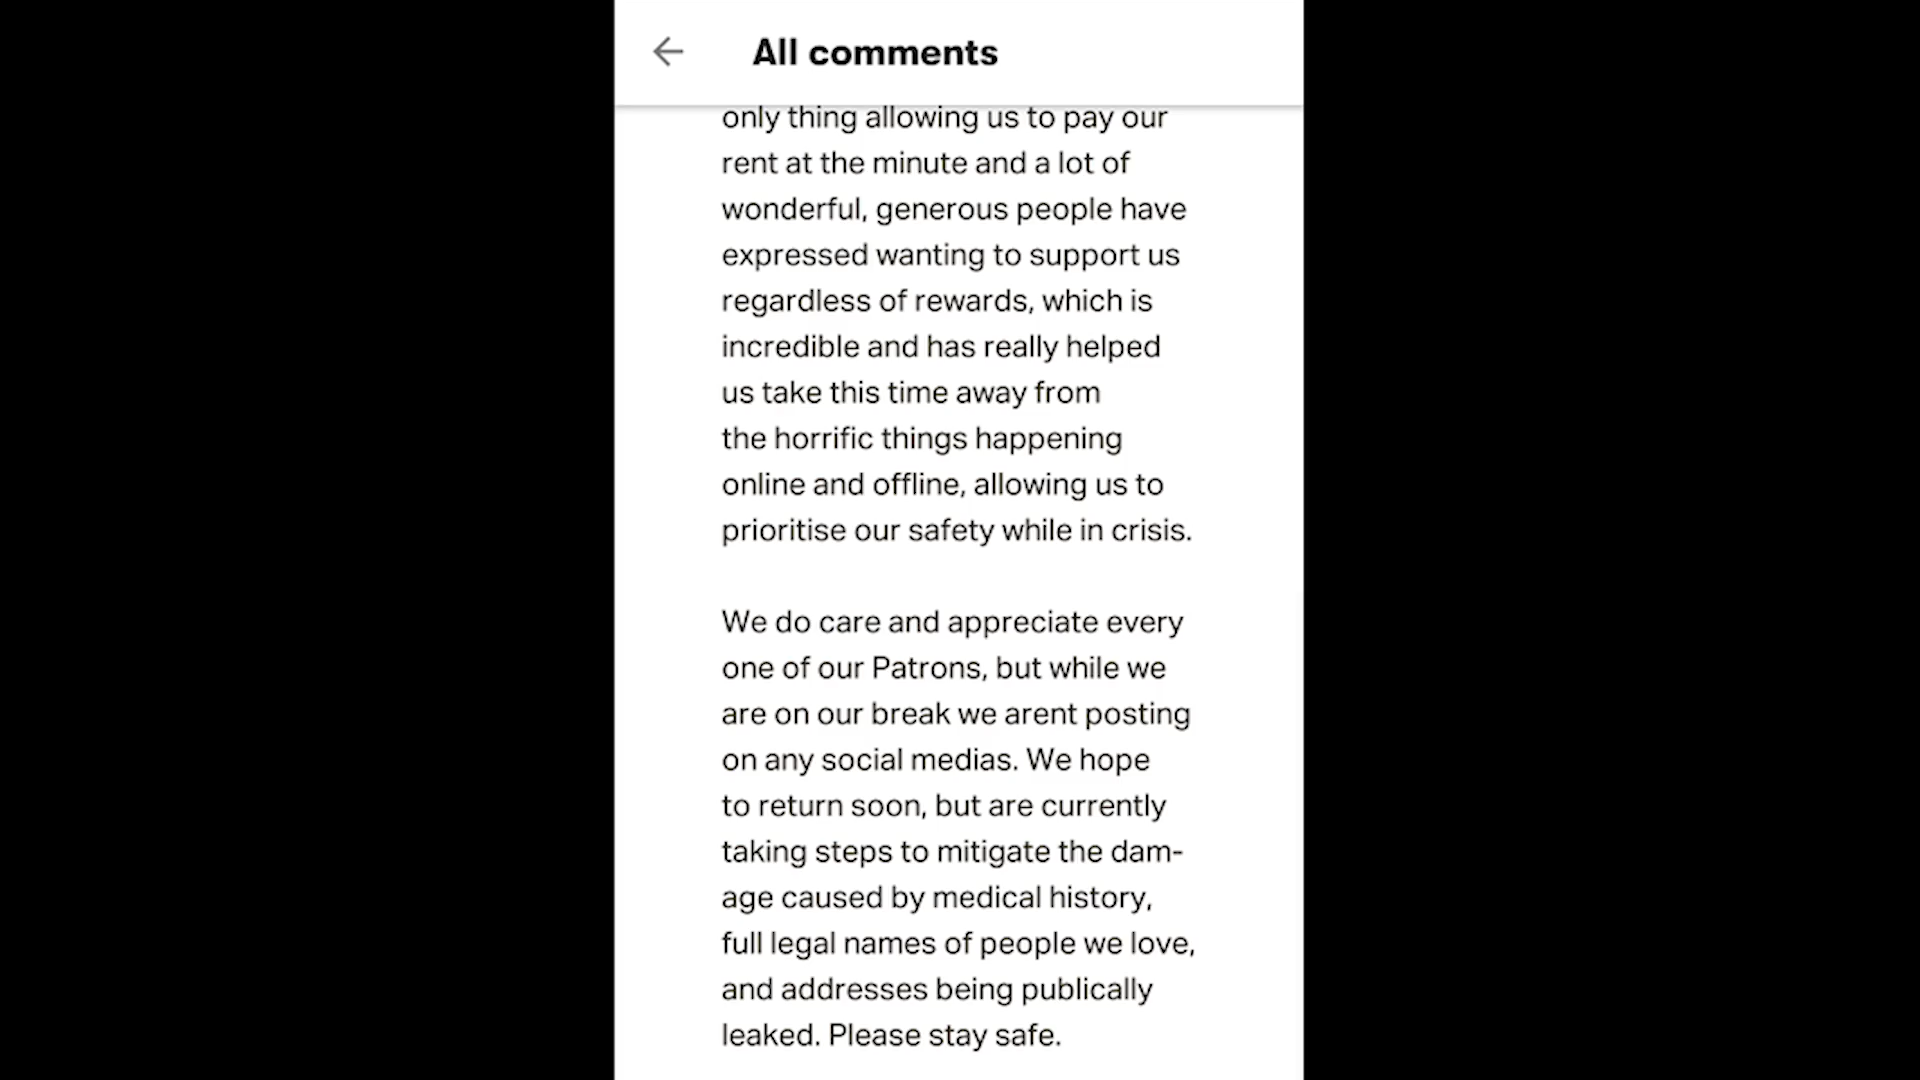 All comments
only thing allowing us to pay our
rent at the minute and a lot of
wonderful, generous people have
expressed wanting to support us
regardless of rewards, which is
incredible and has really helped
us take this time away from
the horrific things happening
online and offline, allowing us to
prioritise our safety while in crisis.
We do care and appreciate every
one of our Patrons, but while we
are on our break we arent posting
on any social medias. We hope
to return soon, but are currently
taking steps to mitigate the dam-
age caused by medical history,
full legal names of people we love,
and addresses being publically
leaked. Please stay safe.